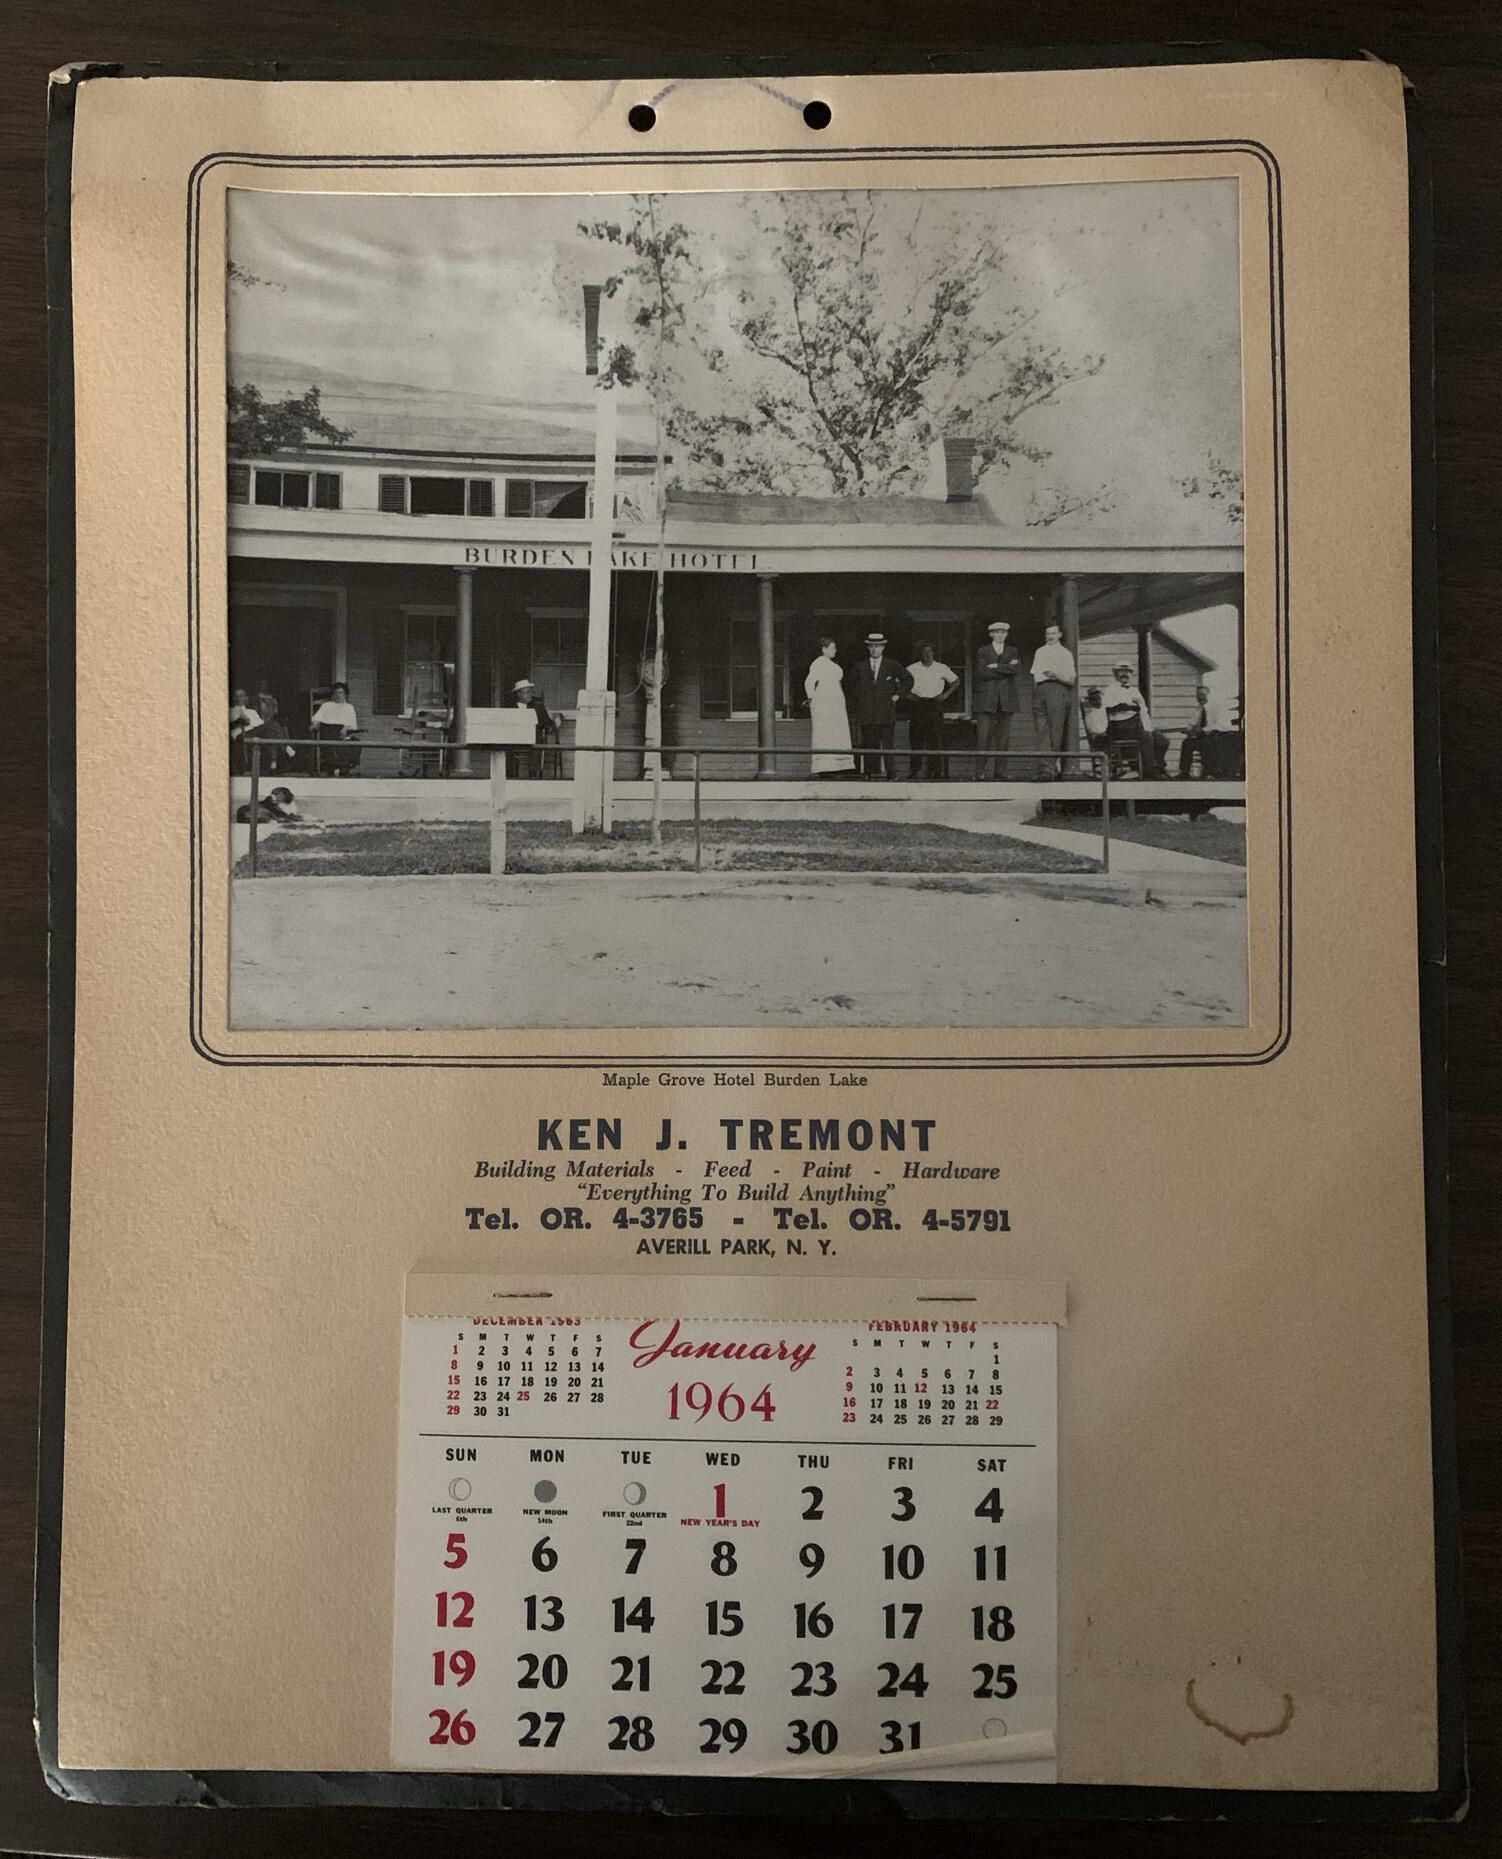 BURDEN LAKE HOTEL
Maple Grove Hotel Burden Lake
KEN J. TREMONT
Building Materials - Feed - Paint - Hardware
"Everything To Build Anything"
Tel. OR. 4-3765 - Tel. OR. 4-5791
AVERILL PARK, N. Y.
DECEMBER 1963
S M T W T F S
1 2 3 4 5 6 7
8 9 10 11 12 13 14
15 16 17 18 19 20 21
22 23 24 25 26 27 28
29 30 31
January
1964
FEBRUARY 1964
S M T W T F S
1
2 3 4 5 6 7 8
9 10 11 12 13 14 15
16 17 18 19 20 21 22
23 24 25 26 27 28 29
SUN MON TUE WED THU FRI SAT
LAST QUARTER
6th
NEW MOON
14th
FIRST QUARTER
22nd
1 2 3 4
NEW YEAR'S DAY
5 6 7 8 9 10 11
12 13 14 15 16 17 18
19 20 21 22 23 24 25
26 27 28 29 30 31